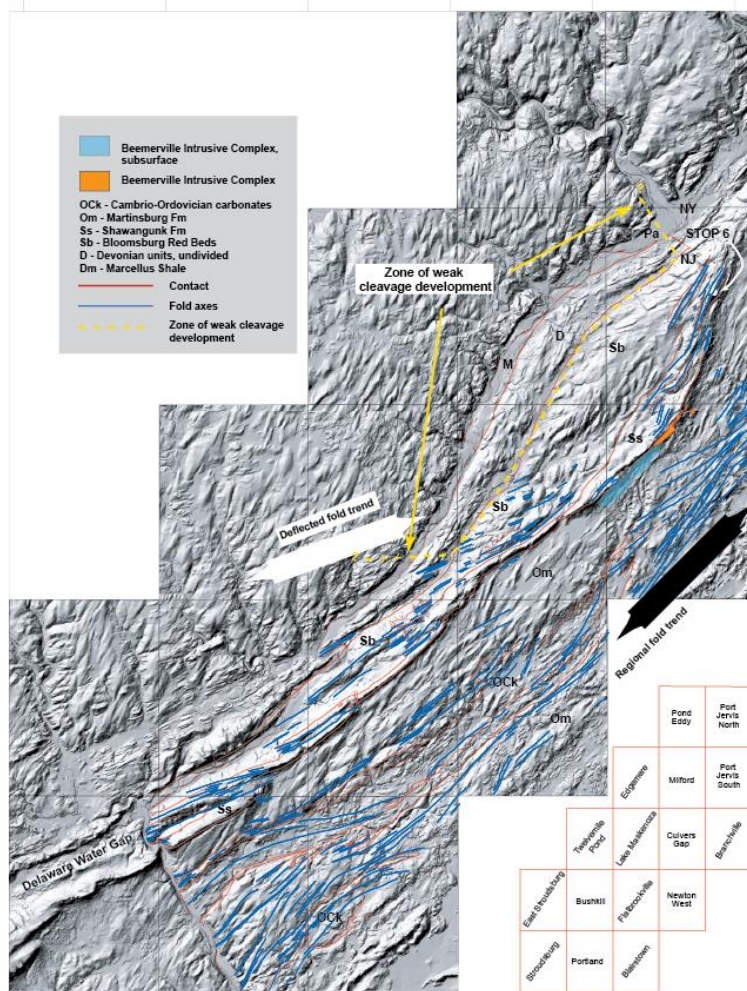 Beemerville Intrusive Complex,
subsurface
Beemerville Intrusive Complex
OCk - Cambrio-Ordovician carbonates
Om - Martinsburg Fm
Ss - Shawangunk Fm
Sb - Bloomsburg Red Beds
D - Devonian units, undivided
Dm - Marcellus Shale
Contact
Fold axes
Zone of weak cleavage
development
NY
Pa
STOP 6
NJ
Zone of weak
cleavage development
D
Sb
M
Ss
Sb
Deflected fold trend
Om
Regional fold trend
Sb
OCk
Om
Ss
Delaware Water Gap
OCk
Pond
Eddy
Port
Jervis
North
Edgemere
Milford
Port
Jervis
South
Twelvemile
Pond
Lake Maskenoza
Culvers
Gap
Branchville
East Stroudsburg
Bushkill
Flatbrookville
Newton
West
Stroudsburg
Portland
Blairstown